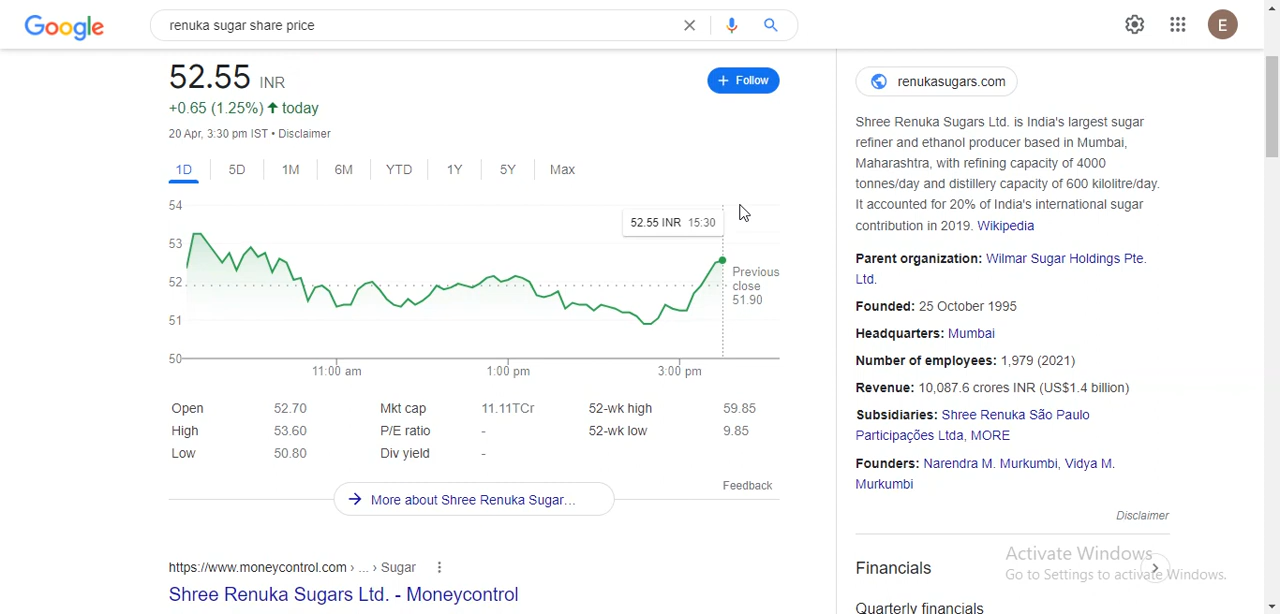 Google
renuka sugar share price
E
52.55 INR
+ Follow
+0.65 (1.25%) ↑ today
20 Apr, 3:30 pm IST • Disclaimer
1D 5D 1M 6M YTD 1Y 5Y Max
54
52.55 INR 15:30
53
52
51
50
Previous
close
51.90
11:00 am 1:00 pm 3:00 pm
Open 52.70 Mkt cap 11.11TCr 52-wk high 59.85
High 53.60 P/E ratio - 52-wk low 9.85
Low 50.80 Div yield -
Feedback
→ More about Shree Renuka Sugar...
https://www.moneycontrol.com › ... › Sugar
Shree Renuka Sugars Ltd. - Moneycontrol
renukasugars.com
Shree Renuka Sugars Ltd. is India's largest sugar
refiner and ethanol producer based in Mumbai,
Maharashtra, with refining capacity of 4000
tonnes/day and distillery capacity of 600 kilolitre/day.
It accounted for 20% of India's international sugar
contribution in 2019. Wikipedia
Parent organization: Wilmar Sugar Holdings Pte.
Ltd.
Founded: 25 October 1995
Headquarters: Mumbai
Number of employees: 1,979 (2021)
Revenue: 10,087.6 crores INR (US$1.4 billion)
Subsidiaries: Shree Renuka São Paulo
Participações Ltda, MORE
Founders: Narendra M. Murkumbi, Vidya M.
Murkumbi
Disclaimer
Activate Windows
Go to Settings to activate Windows.
Financials
Quarterly financials